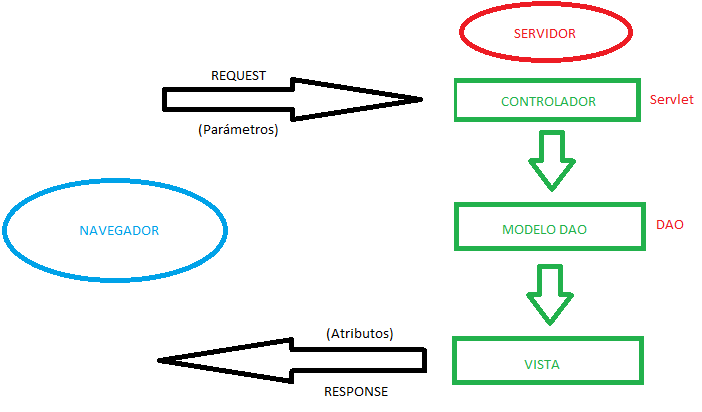 SERVIDOR
REQUEST
(Parámetros)
CONTROLADOR
Servlet
NAVEGADOR
MODELO DAO
DAO
(Atributos)
RESPONSE
VISTA